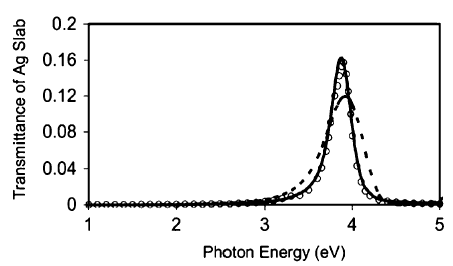 Transmittance of Ag Slab
0.2
0.16
0.12
0.08
0.04
0
1 2 3 4 5
Photon Energy (eV)